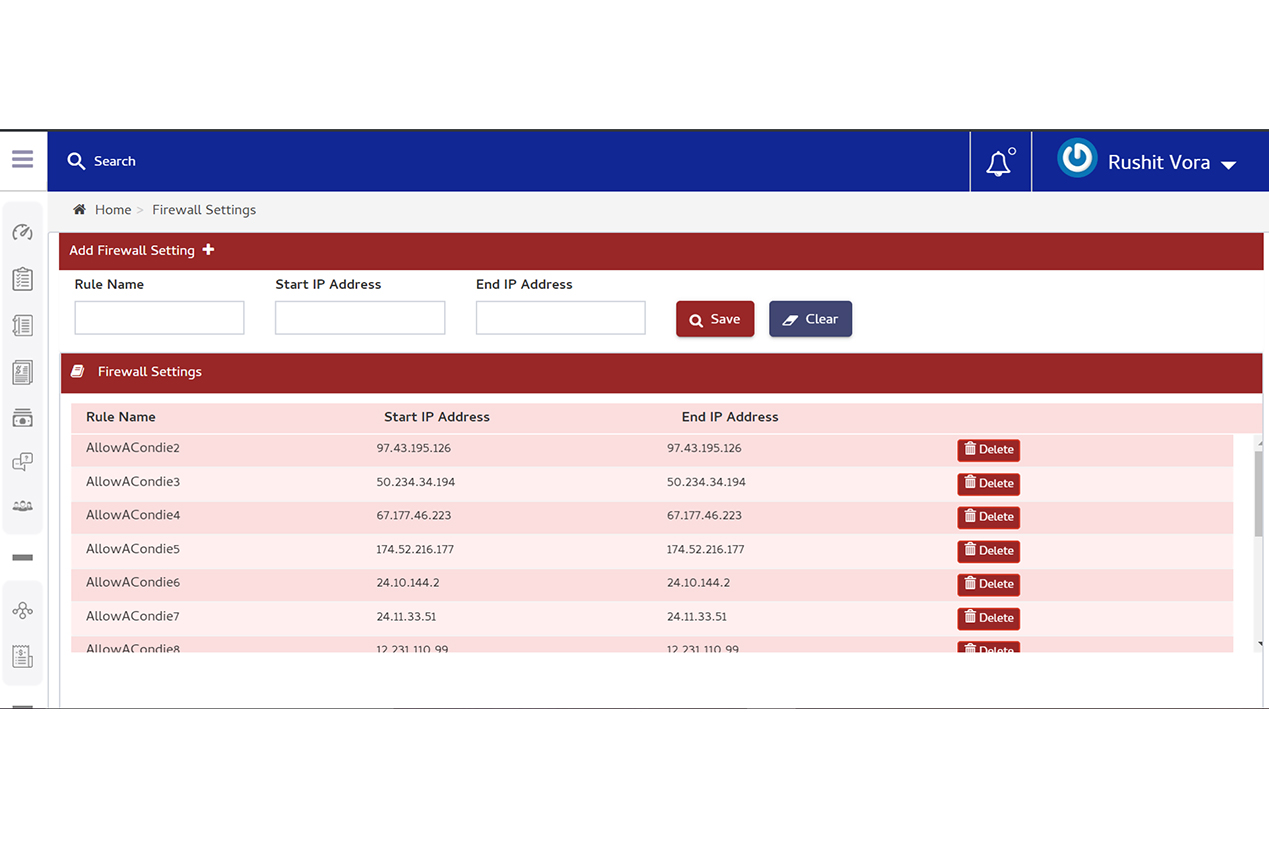 Search
Rushit Vora
Home > Firewall Settings
Add Firewall Setting +
Rule Name Start IP Address End IP Address
Save Clear
Firewall Settings
Rule Name Start IP Address End IP Address
AllowACondie2 97.43.195.126 97.43.195.126 Delete
AllowACondie3 50.234.34.194 50.234.34.194 Delete
AllowACondie4 67.177.46.223 67.177.46.223 Delete
AllowACondie5 174.52.216.177 174.52.216.177 Delete
AllowACondie6 24.10.144.2 24.10.144.2 Delete
AllowACondie7 24.11.33.51 24.11.33.51 Delete
AllowACondie8 12.231.110.99 12.231.110.99 Delete